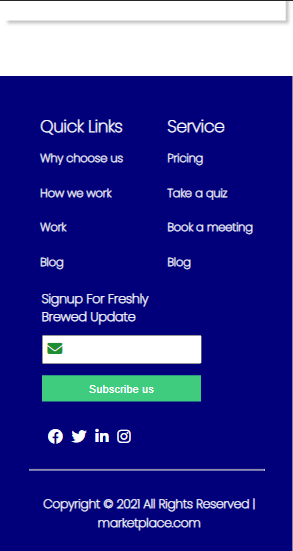 Quick Links
Service
Why choose us
Pricing
How we work
Take a quiz
Work
Book a meeting
Blog
Blog
Signup For Freshly
Brewed Update
Subscribe us
Copyright © 2021 All Rights Reserved |
marketplace.com